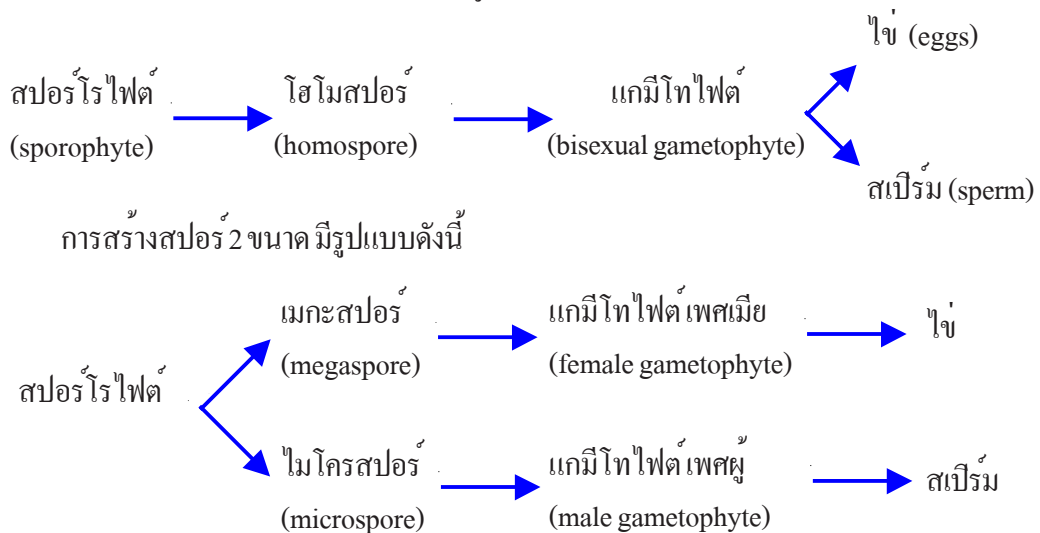 ไข่ (eggs)
สปอร์โรไฟต์ โฮโมสปอร์ แกมีโทไฟต์
(sporophyte) (homospore) (bisexual gametophyte)
สเปิร์ม (sperm)
การสร้างสปอร์ 2 ขนาด มีรูปแบบดังนี้
เมกะสปอร์ แกมีโทไฟต์ เพศเมีย ไข่
(megaspore) (female gametophyte)
สปอร์โรไฟต์
ไมโครสปอร์ แกมีโทไฟต์ เพศผู้ สเปิร์ม
(microspore) (male gametophyte)